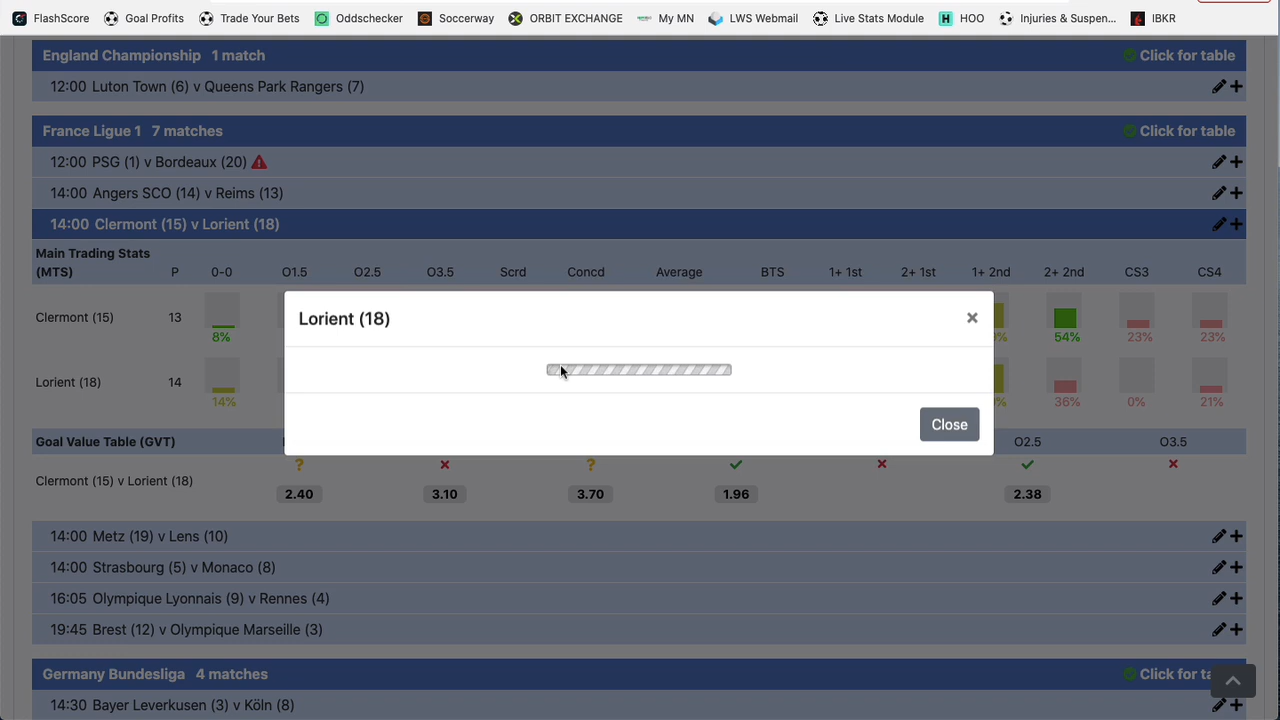 FlashScore Goal Profits Trade Your Bets Oddschecker Soccerway ORBIT EXCHANGE My MN LWS Webmail Live Stats Module HOO Injuries & Suspen... IBKR
England Championship 1 match Click for table
12:00 Luton Town (6) v Queens Park Rangers (7)
France Ligue 1 7 matches Click for table
12:00 PSG (1) v Bordeaux (20)
14:00 Angers SCO (14) v Reims (13)
14:00 Clermont (15) v Lorient (18)
Main Trading Stats
(MTS) P 0-0 O1.5 O2.5 O3.5 Scrd Concd Average BTS 1+ 1st 2+ 1st 1+ 2nd 2+ 2nd CS3 CS4
Lorient (18) ×
Clermont (15) 13
8% 54% 23% 23%
Lorient (18) 14
14% 36% 0% 21%
Close
Goal Value Table (GVT) O2.5 O3.5
Clermont (15) v Lorient (18)
2.40 3.10 3.70 1.96 2.38
14:00 Metz (19) v Lens (10)
14:00 Strasbourg (5) v Monaco (8)
16:05 Olympique Lyonnais (9) v Rennes (4)
19:45 Brest (12) v Olympique Marseille (3)
Germany Bundesliga 4 matches Click for ta
14:30 Bayer Leverkusen (3) v Köln (8)